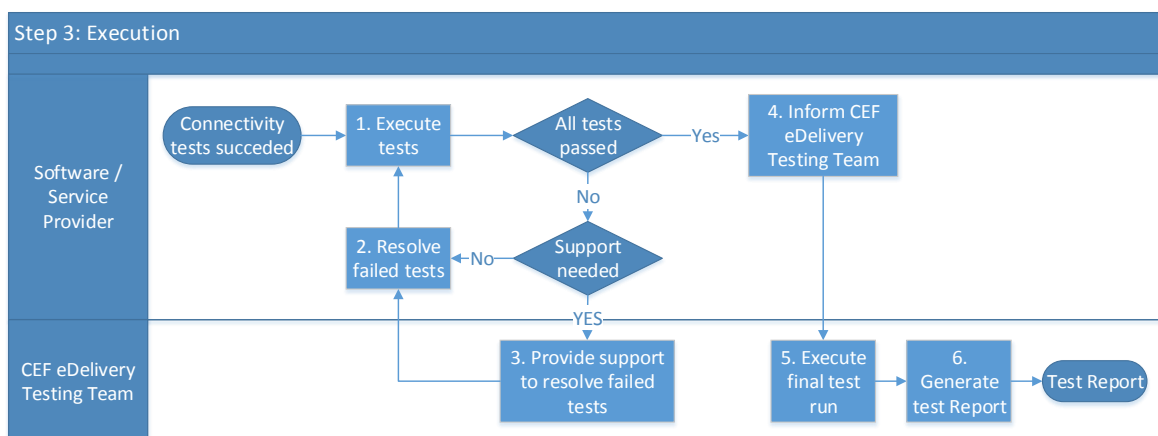 Step 3: Execution
Software /
Service
Provider
Connectivity
tests succeded
1. Execute
tests
All tests
passed
Yes
4. Inform CEF
eDelivery
Testing Team
No
2. Resolve
failed tests
No
Support
needed
YES
CEF eDelivery
Testing Team
3. Provide support
to resolve failed
tests
5. Execute
final test
run
6.
Generate
test Report
Test Report